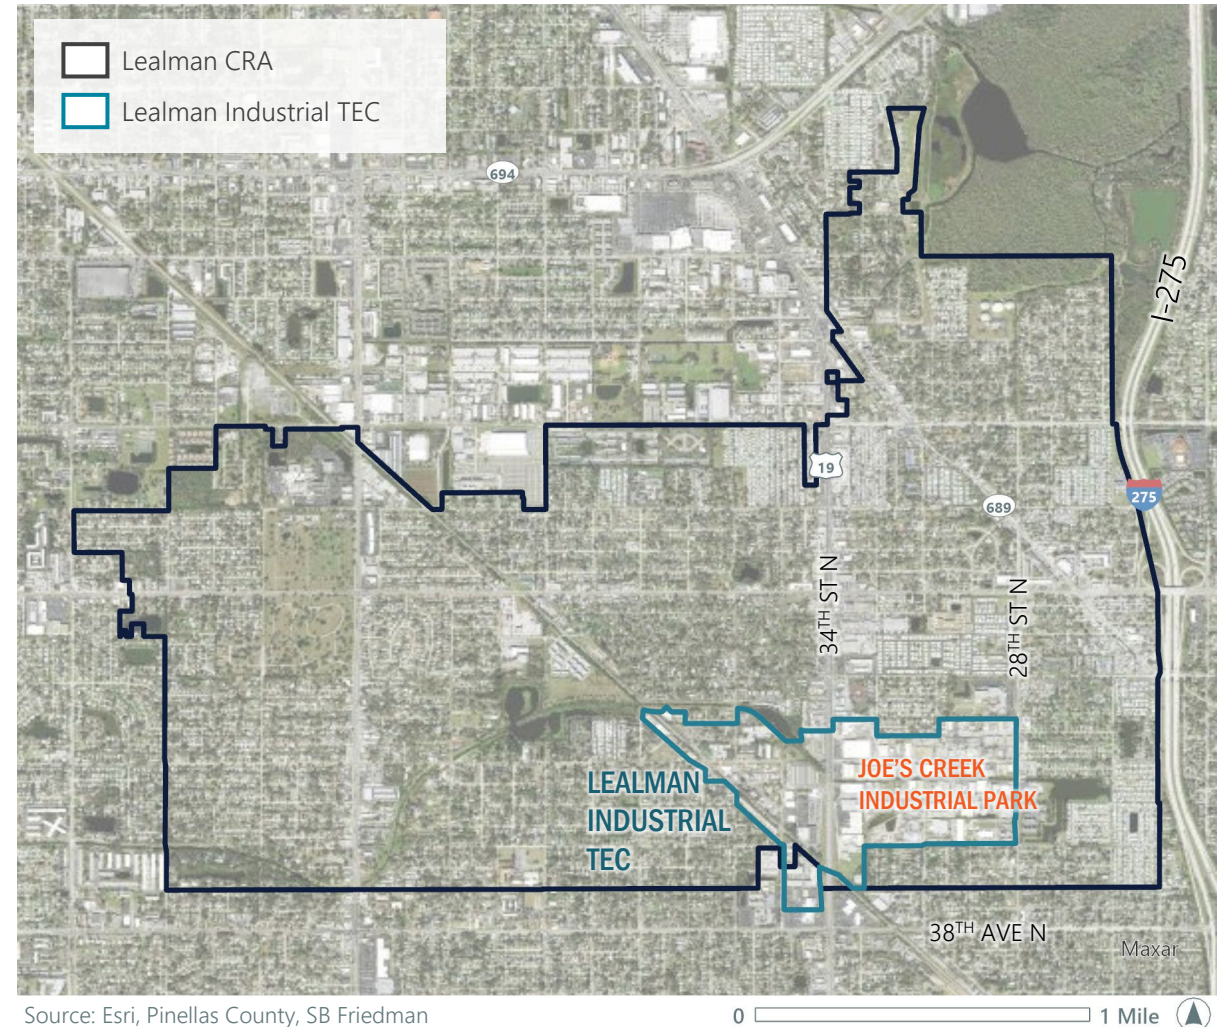 Lealman CRA
Lealman Industrial TEC
694
I-275
19
275
689
34TH ST N
28TH ST N
JOE'S CREEK
INDUSTRIAL PARK
LEALMAN
INDUSTRIAL
TEC
38TH AVE N
Maxar
Source: Esri, Pinellas County, SB Friedman
0 1 Mile